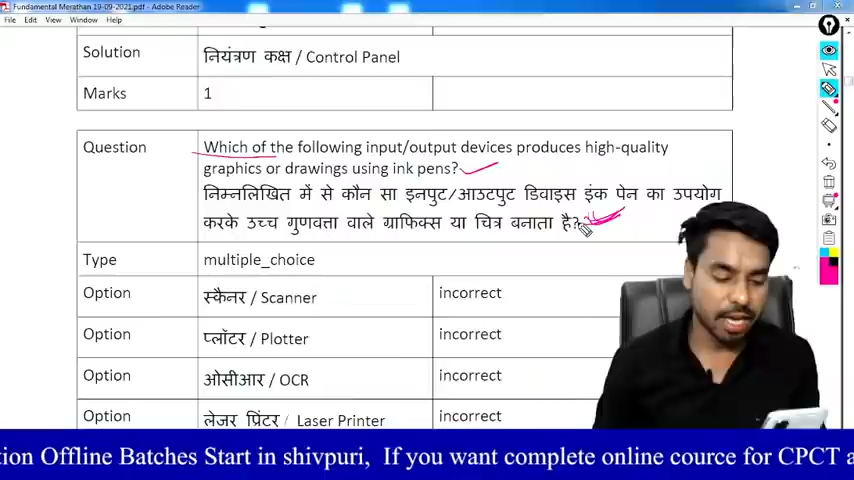 Fundamental Merathan 19-09-2021.pdf - Adobe Reader
File Edit View Window Help
Solution नियंत्रण कक्ष / Control Panel
Marks 1
Question Which of the following input/output devices produces high-quality
graphics or drawings using ink pens?
निम्नलिखित में से कौन सा इनपुट/आउटपुट डिवाइस इंक पेन का उपयोग
करके उच्च गुणवत्ता वाले ग्राफिक्स या चित्र बनाता है?
Type multiple_choice
Option स्कैनर / Scanner incorrect
Option प्लॉटर / Plotter incorrect
Option ओसीआर / OCR incorrect
Option लेजर प्रिंटर / Laser Printer incorrect
tion Offline Batches Start in shivpuri, If you want complete online cource for CPCT a